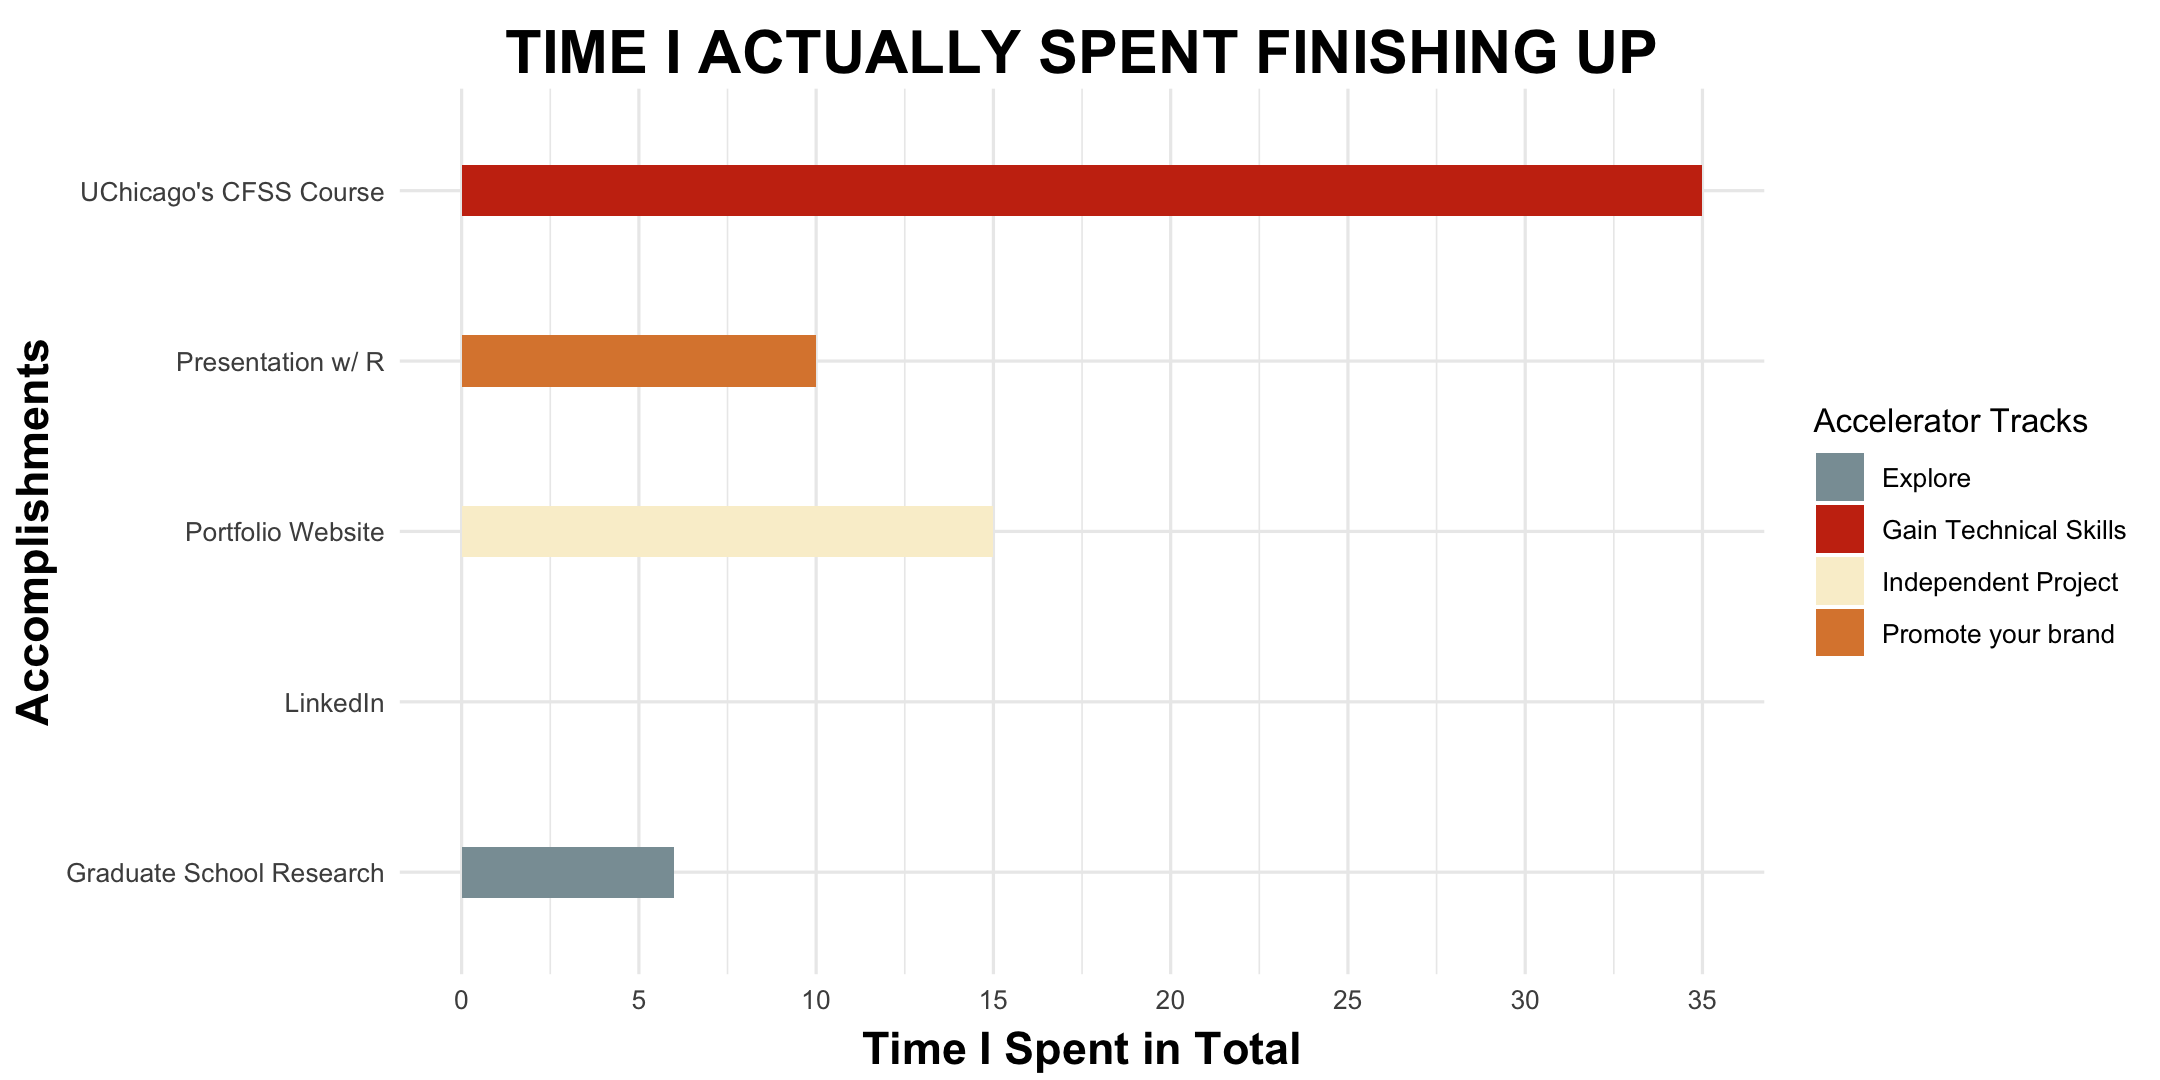 TIME I ACTUALLY SPENT FINISHING UP
Accomplishments
UChicago's CFSS Course
Presentation w/ R
Portfolio Website
LinkedIn
Graduate School Research
0 5 10 15 20 25 30 35
Time I Spent in Total
Accelerator Tracks
Explore
Gain Technical Skills
Independent Project
Promote your brand